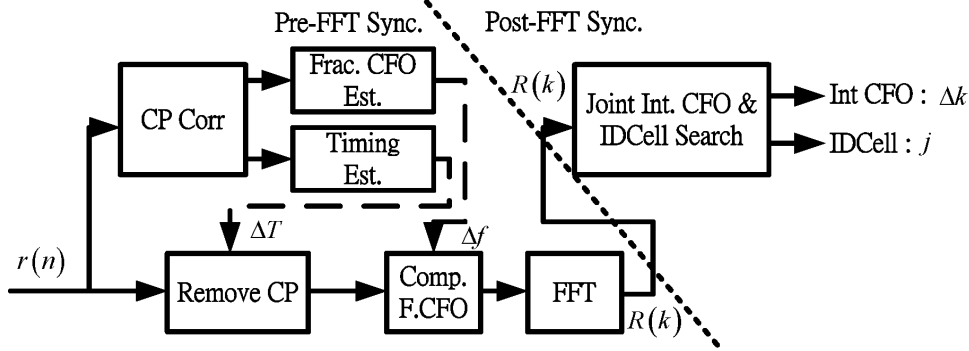 Pre-FFT Sync.
Post-FFT Sync.
Frac. CFO
Est.
CP Corr
Timing
Est.
R(k)
Joint Int. CFO &
IDCell Search
Int CFO : Δk
IDCell : j
ΔT
Δf
r(n)
Remove CP
Comp.
F.CFO
FFT
R(k)